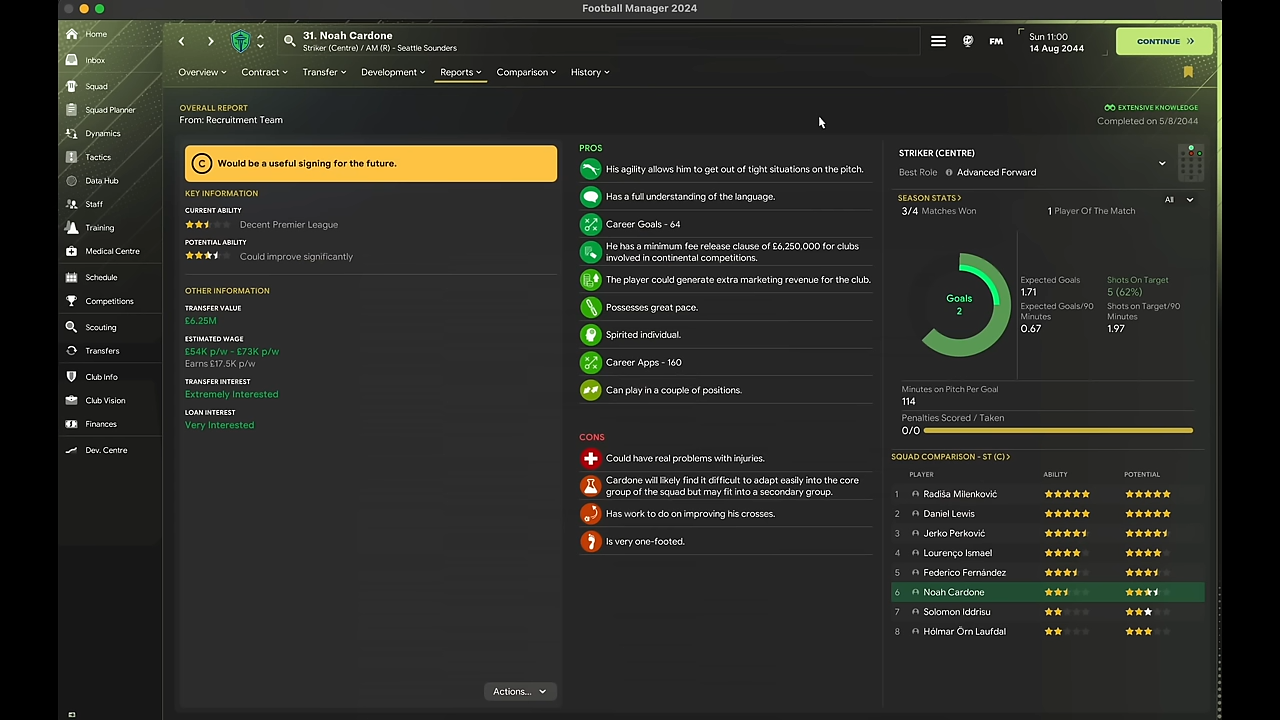 Football Manager 2024
31. Noah Cardone
Striker (Centre) / AM (R) - Seattle Sounders
FM
Sun 11:00
14 Aug 2044
CONTINUE
Home
Inbox
Squad
Squad Planner
Dynamics
Tactics
Data Hub
Staff
Training
Medical Centre
Schedule
Competitions
Scouting
Transfers
Club Info
Club Vision
Finances
Dev. Centre
Overview
Contract
Transfer
Development
Reports
Comparison
History
OVERALL REPORT
From: Recruitment Team
EXTENSIVE KNOWLEDGE
Completed on 5/8/2044
C
Would be a useful signing for the future.
KEY INFORMATION
CURRENT ABILITY
Decent Premier League
POTENTIAL ABILITY
Could improve significantly
OTHER INFORMATION
TRANSFER VALUE
£6.25M
ESTIMATED WAGE
£54K p/w - £73K p/w
Earns £17.5K p/w
TRANSFER INTEREST
Extremely Interested
LOAN INTEREST
Very Interested
Actions...
PROS
His agility allows him to get out of tight situations on the pitch.
Has a full understanding of the language.
Career Goals - 64
He has a minimum fee release clause of £6,250,000 for clubs
involved in continental competitions.
The player could generate extra marketing revenue for the club.
Possesses great pace.
Spirited individual.
Career Apps - 160
Can play in a couple of positions.
CONS
Could have real problems with injuries.
Cardone will likely find it difficult to adapt easily into the core
group of the squad but may fit into a secondary group.
Has work to do on improving his crosses.
Is very one-footed.
STRIKER (CENTRE)
Best Role Advanced Forward
SEASON STATS >
All
3/4 Matches Won
1 Player Of The Match
Goals
2
Expected Goals
1.71
Shots On Target
5 (62%)
Expected Goals/90
Minutes
0.67
Shots on Target/90
Minutes
1.97
Minutes on Pitch Per Goal
114
Penalties Scored / Taken
0/0
SQUAD COMPARISON - ST (C) >
PLAYER ABILITY POTENTIAL
1 Radiša Milenković
2 Daniel Lewis
3 Jerko Perković
4 Lourenço Ismael
5 Federico Fernández
6 Noah Cardone
7 Solomon Iddrisu
8 Hólmar Örn Laufdal